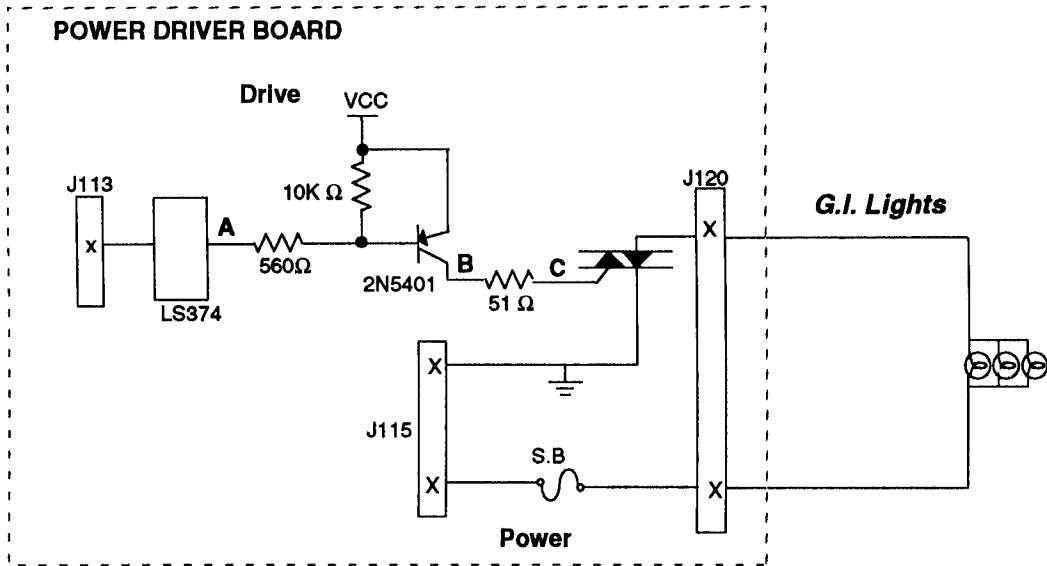 POWER DRIVER BOARD
Drive
VCC
J113
10K Ω
J120
G.I. Lights
A
X
X
560Ω
2N5401
B
C
LS374
51 Ω
X
J115
S.B
X
X
Power